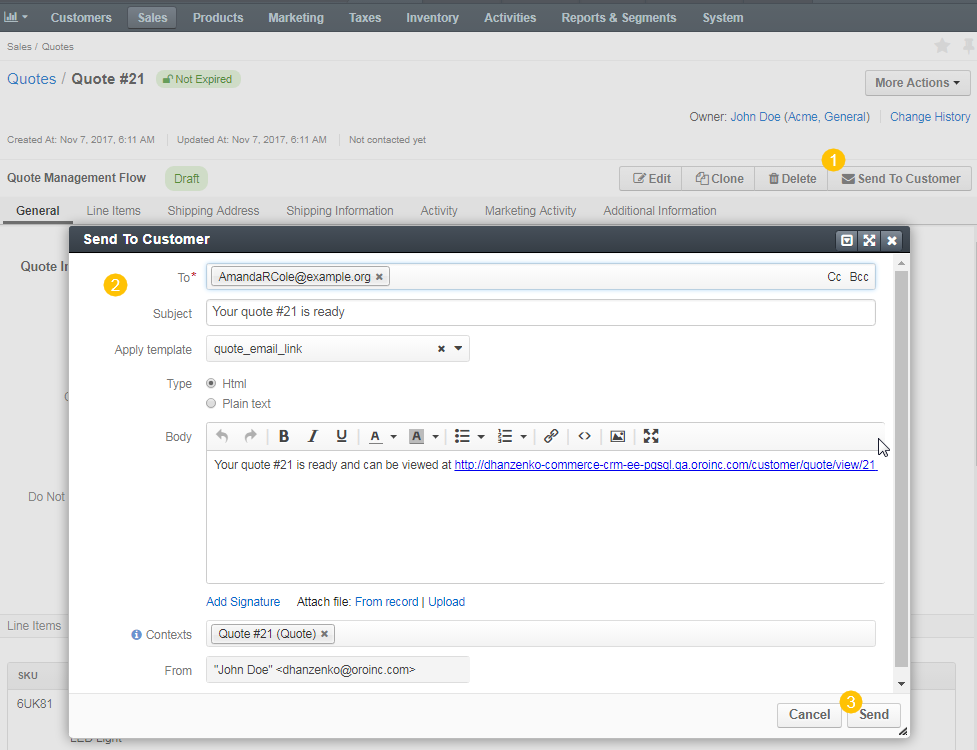 Customers Sales Products Marketing Taxes Inventory Activities Reports & Segments System
Sales / Quotes
Quotes / Quote #21 Not Expired
More Actions
Owner: John Doe (Acme, General) Change History
Created At: Nov 7, 2017, 6:11 AM Updated At: Nov 7, 2017, 6:11 AM Not contacted yet
1
Quote Management Flow Draft Edit Clone Delete Send To Customer
General Line Items Shipping Address Shipping Information Activity Marketing Activity Additional Information
Send To Customer
Quote
2
To* AmandaRCole@example.org × Cc Bcc
Subject Your quote #21 is ready
Apply template quote_email_link ×
Type Html
Plain text
Body B I U A A
Your quote #21 is ready and can be viewed at http://dhanzenko-commerce-crm-ee-pgsql.qa.oroinc.com/customer/quote/view/21
Do Not
Add Signature Attach file: From record | Upload
Line Items
Contexts Quote #21 (Quote) ×
From "John Doe" <dhanzenko@oroinc.com>
SKU
6UK81
3
Cancel Send
LED Light